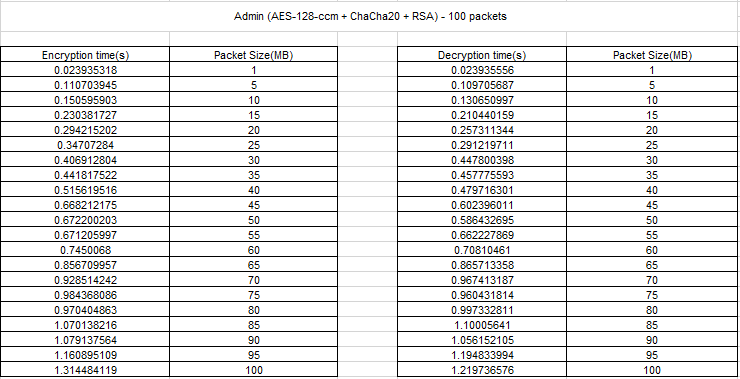 Admin (AES-128-ccm + ChaCha20 + RSA) - 100 packets
Encryption time(s) Packet Size(MB) Decryption time(s) Packet Size(MB)
0.023935318 1 0.023935556 1
0.110703945 5 0.109705687 5
0.150595903 10 0.130650997 10
0.230381727 15 0.210440159 15
0.294215202 20 0.257311344 20
0.34707284 25 0.291219711 25
0.406912804 30 0.447800398 30
0.441817522 35 0.457775593 35
0.515619516 40 0.479716301 40
0.668212175 45 0.602396011 45
0.672200203 50 0.586432695 50
0.671205997 55 0.662227869 55
0.7450068 60 0.70810461 60
0.856709957 65 0.865713358 65
0.928514242 70 0.967413187 70
0.984368086 75 0.960431814 75
0.970404863 80 0.997332811 80
1.070138216 85 1.10005641 85
1.079137564 90 1.056152105 90
1.160895109 95 1.194833994 95
1.314484119 100 1.219736576 100